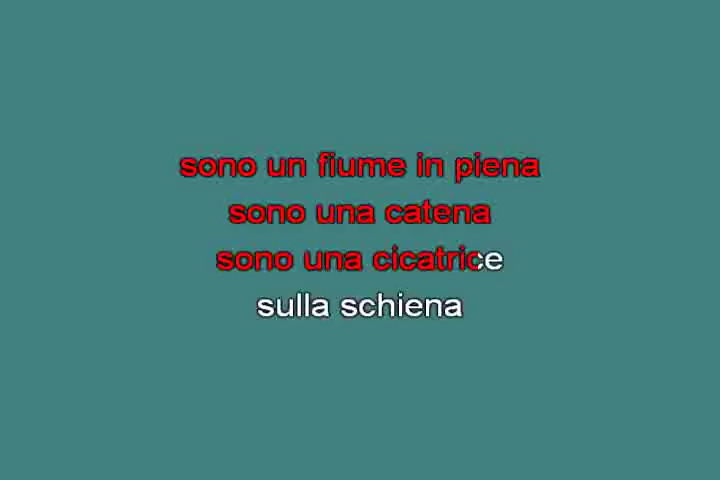 sono un fiume in piena
sono una catena
sono una cicatrice
sulla schiena